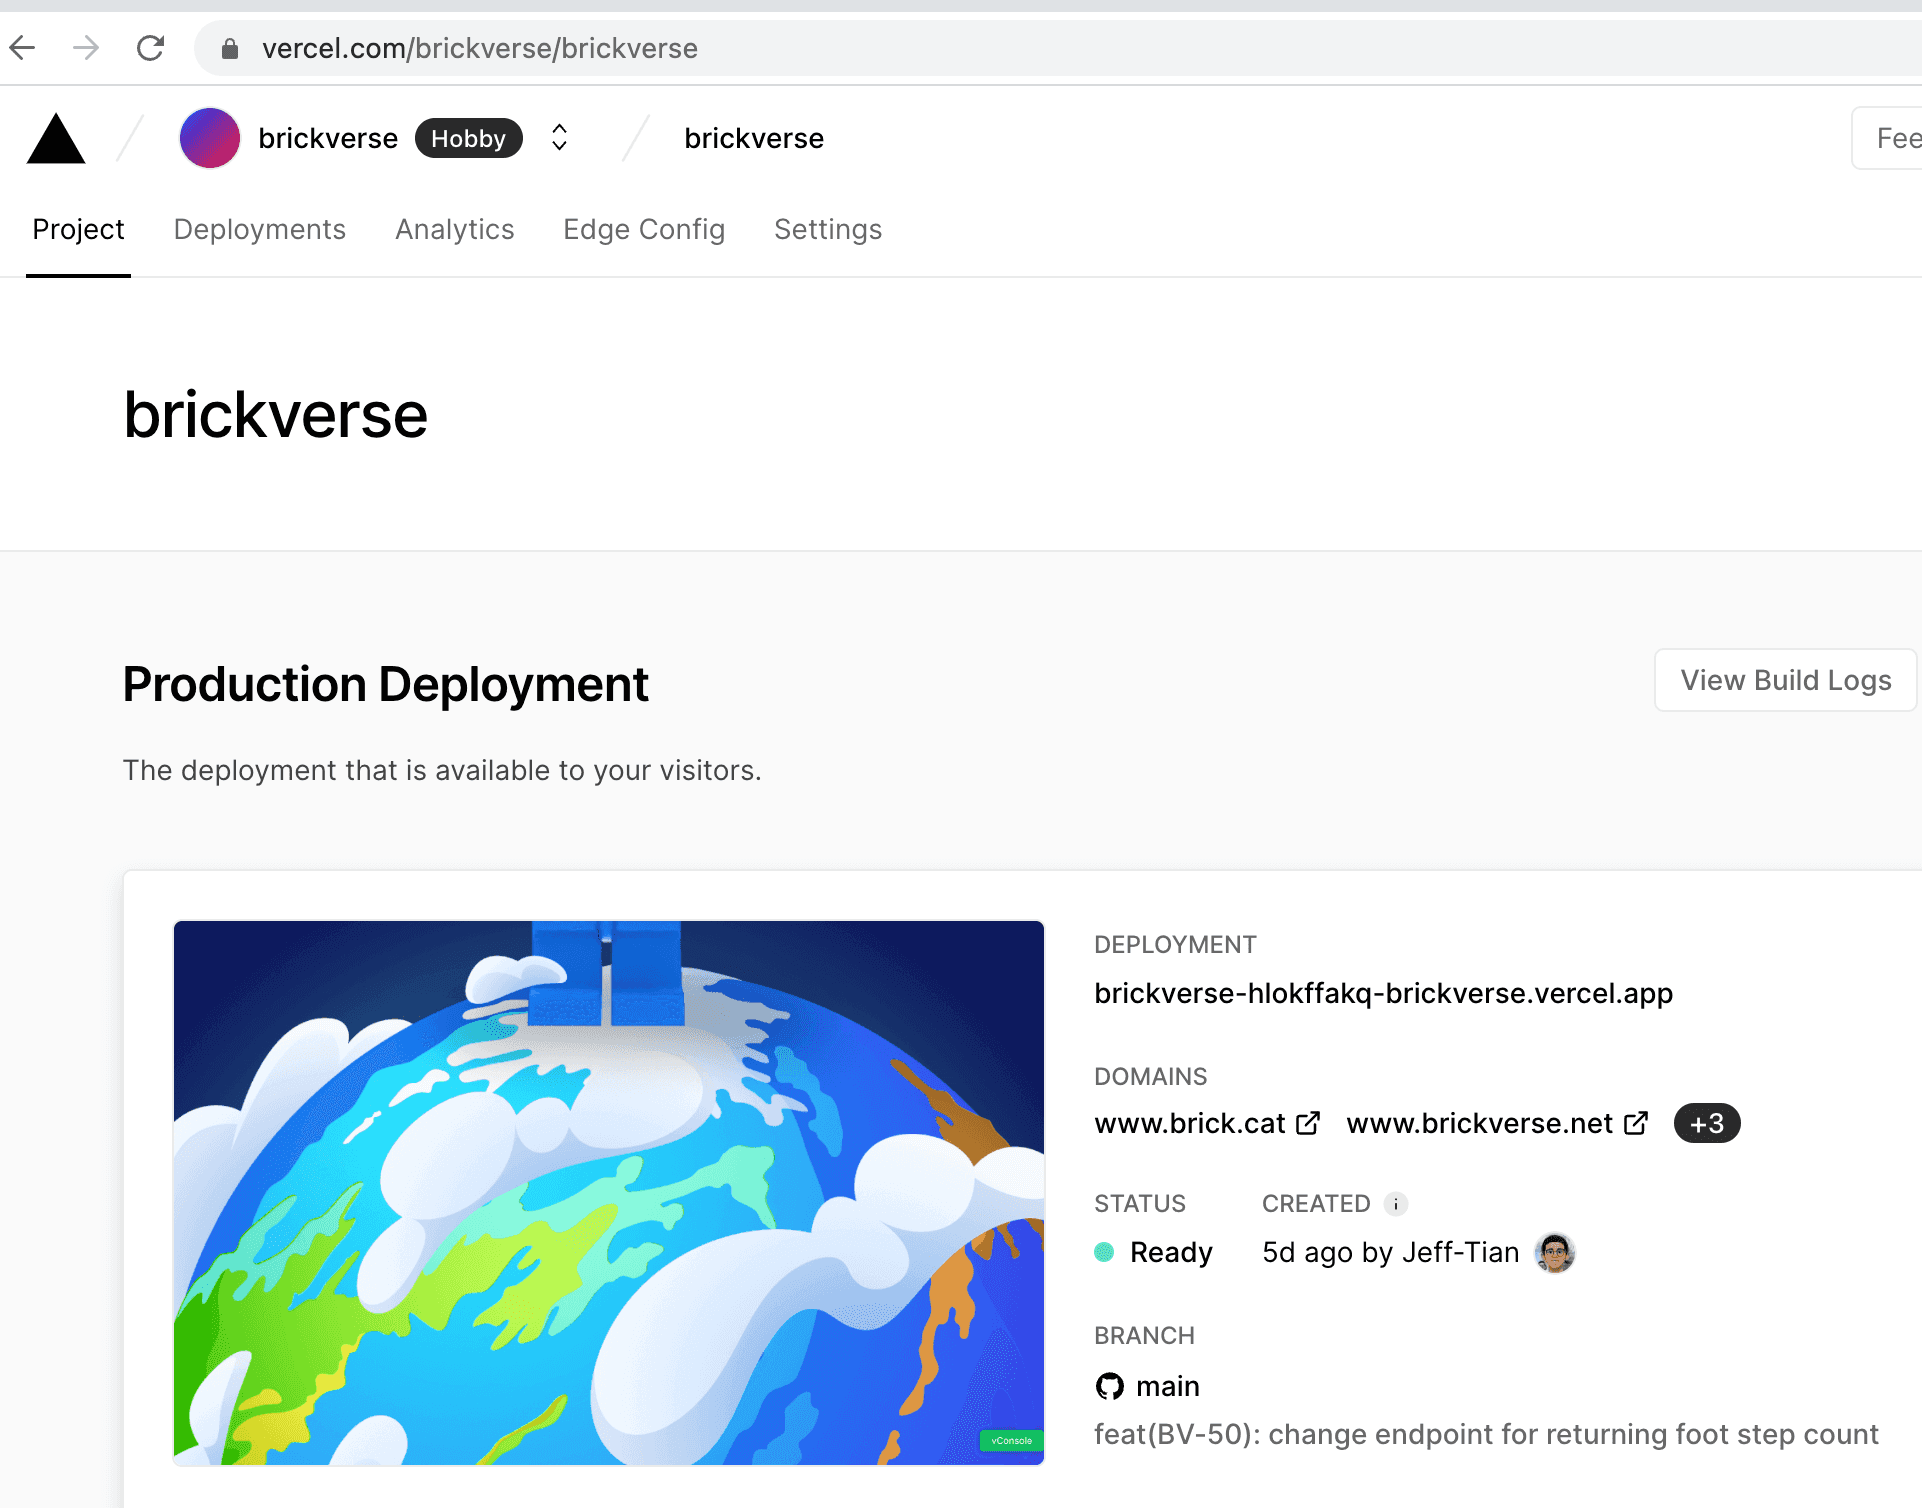 vercel.com/brickverse/brickverse
brickverse Hobby brickverse
Project Deployments Analytics Edge Config Settings
brickverse
Production Deployment
View Build Logs
The deployment that is available to your visitors.
DEPLOYMENT
brickverse-hlokffakq-brickverse.vercel.app
DOMAINS
www.brick.cat www.brickverse.net +3
STATUS CREATED
Ready 5d ago by Jeff-Tian
BRANCH
main
feat(BV-50): change endpoint for returning foot step count
vConsole